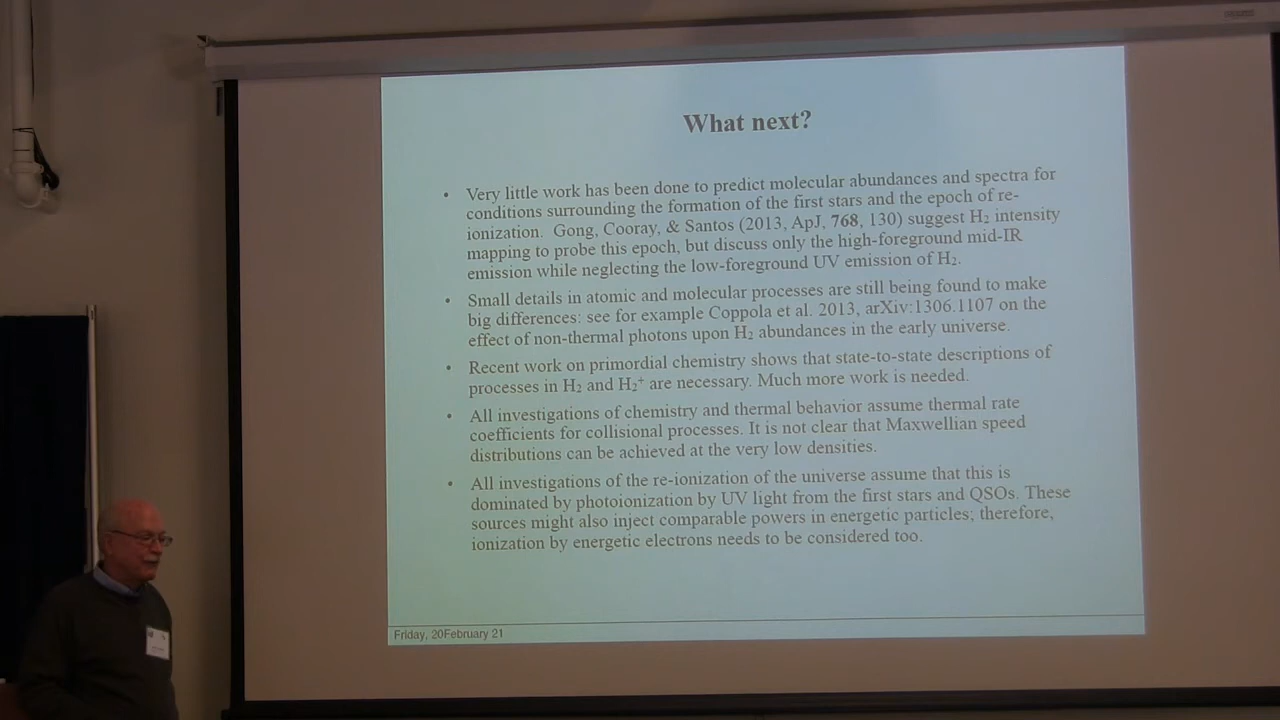 What next?
• Very little work has been done to predict molecular abundances and spectra for
conditions surrounding the formation of the first stars and the epoch of re-
ionization. Gong, Cooray, & Santos (2013, ApJ, 768, 130) suggest H₂ intensity
mapping to probe this epoch, but discuss only the high-foreground mid-IR
emission while neglecting the low-foreground UV emission of H₂.
• Small details in atomic and molecular processes are still being found to make
big differences: see for example Coppola et al. 2013, arXiv:1306.1107 on the
effect of non-thermal photons upon H₂ abundances in the early universe.
• Recent work on primordial chemistry shows that state-to-state descriptions of
processes in H₂ and H₂⁺ are necessary. Much more work is needed.
• All investigations of chemistry and thermal behavior assume thermal rate
coefficients for collisional processes. It is not clear that Maxwellian speed
distributions can be achieved at the very low densities.
• All investigations of the re-ionization of the universe assume that this is
dominated by photoionization by UV light from the first stars and QSOs. These
sources might also inject comparable powers in energetic particles; therefore,
ionization by energetic electrons needs to be considered too.
Friday, 20February 21